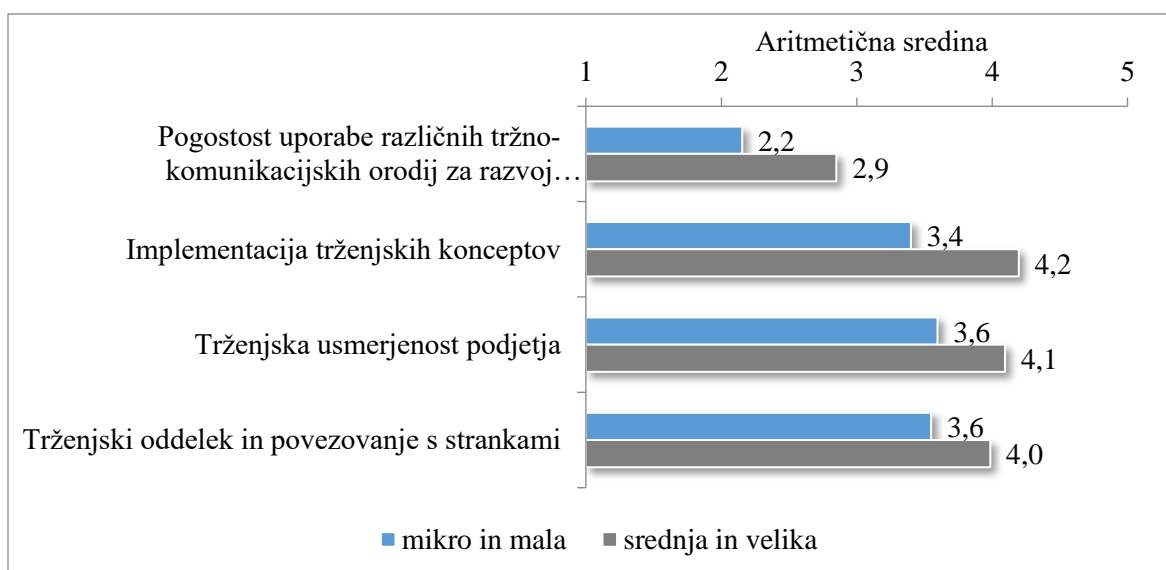 Aritmetična sredina
1 2 3 4 5
Pogostost uporabe različnih tržno-
komunikacijskih orodij za razvoj…
2,2
2,9
Implementacija trženjskih konceptov
3,4
4,2
Trženjska usmerjenost podjetja
3,6
4,1
Trženjski oddelek in povezovanje s strankami
3,6
4,0
mikro in mala srednja in velika